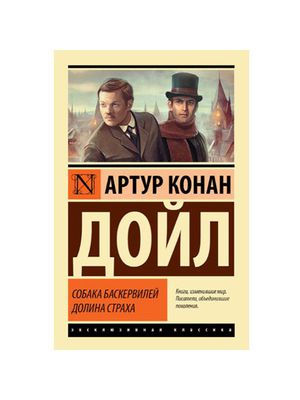 АРТУР КОНАН
ДОЙЛ
СОБАКА БАСКЕРВИЛЕЙ
ДОЛИНА СТРАХА
Книги, изменившие мир.
Писатели, объединившие
поколения.
ЭКСКЛЮЗИВНАЯ КЛАССИКА